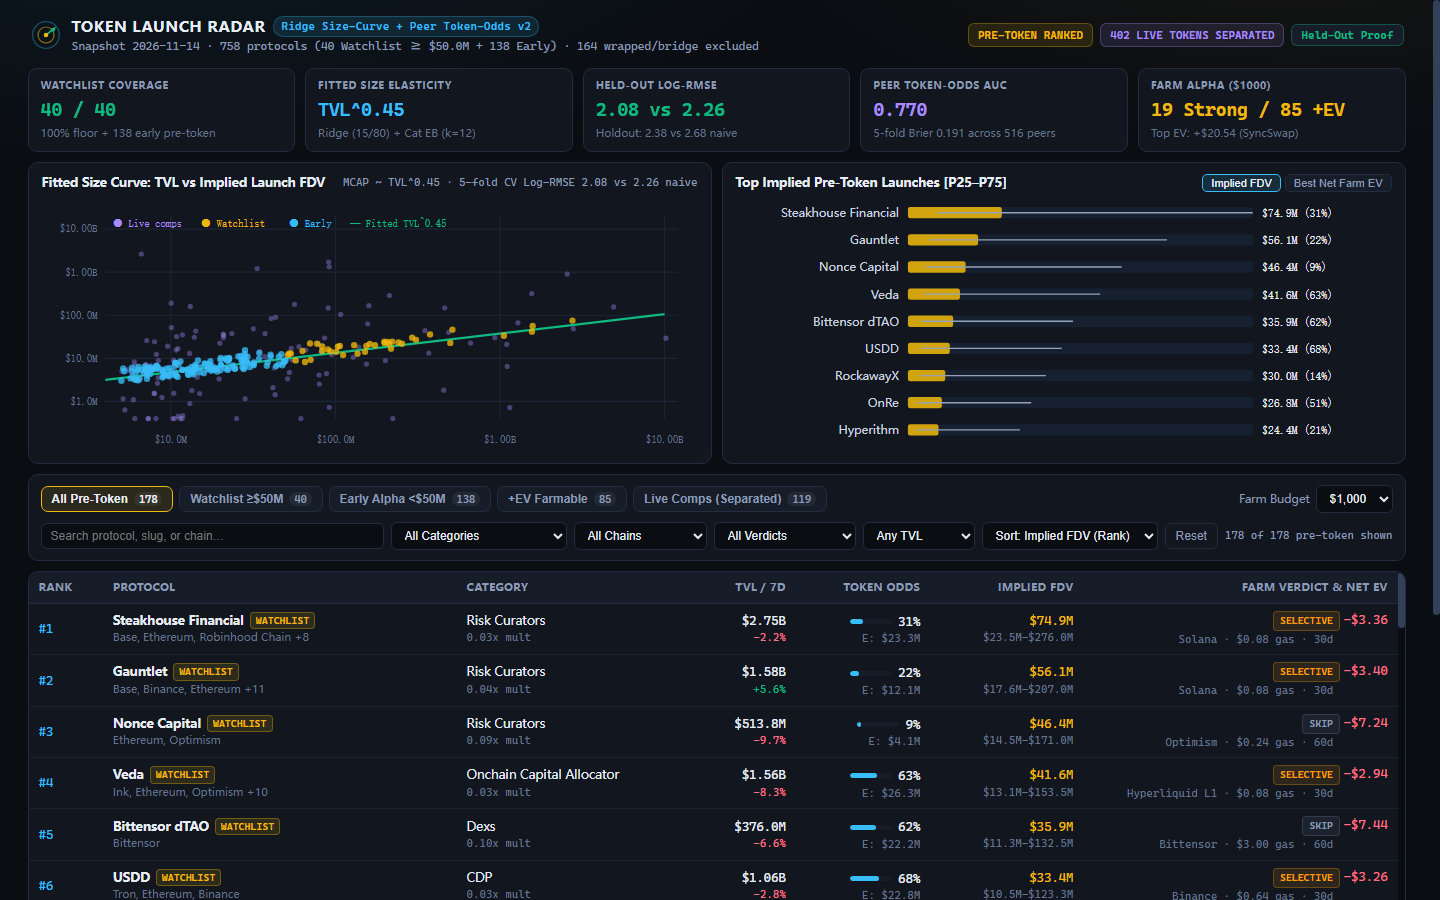 TOKEN LAUNCH RADAR
Ridge Size-Curve + Peer Token-Odds v2
Snapshot 2026-11-14 · 758 protocols (40 Watchlist ≥ $50.0M + 138 Early) · 164 wrapped/bridge excluded
PRE-TOKEN RANKED
402 LIVE TOKENS SEPARATED
Held-Out Proof
WATCHLIST COVERAGE
40 / 40
100% floor + 138 early pre-token
FITTED SIZE ELASTICITY
TVL^0.45
Ridge (15/80) + Cat EB (k=12)
HELD-OUT LOG-RMSE
2.08 vs 2.26
Holdout: 2.38 vs 2.68 naive
PEER TOKEN-ODDS AUC
0.770
5-fold Brier 0.191 across 516 peers
FARM ALPHA ($1000)
19 Strong / 85 +EV
Top EV: +$20.54 (SyncSwap)
Fitted Size Curve: TVL vs Implied Launch FDV
MCAP ~ TVL^0.45 · 5-fold CV Log-RMSE 2.08 vs 2.26 naive
Live comps
Watchlist
Early
— Fitted TVL^0.45
$10.00B
$1.00B
$100.0M
$10.0M
$1.0M
$10.0M
$100.0M
$1.00B
$10.00B
Top Implied Pre-Token Launches [P25–P75]
Implied FDV
Best Net Farm EV
Steakhouse Financial $74.9M (31%)
Gauntlet $56.1M (22%)
Nonce Capital $46.4M (9%)
Veda $41.6M (63%)
Bittensor dTAO $35.9M (62%)
USDD $33.4M (68%)
RockawayX $30.0M (14%)
OnRe $26.8M (51%)
Hyperithm $24.4M (21%)
All Pre-Token 178
Watchlist ≥$50M 40
Early Alpha <$50M 138
+EV Farmable 85
Live Comps (Separated) 119
Farm Budget
$1,000
Search protocol, slug, or chain...
All Categories
All Chains
All Verdicts
Any TVL
Sort: Implied FDV (Rank)
Reset
178 of 178 pre-token shown
RANK PROTOCOL CATEGORY TVL / 7D TOKEN ODDS IMPLIED FDV FARM VERDICT & NET EV
#1 Steakhouse Financial WATCHLIST Risk Curators $2.75B 31% $74.9M SELECTIVE −$3.36
Base, Ethereum, Robinhood Chain +8 0.03x mult −2.2% E: $23.3M $23.5M–$276.0M Solana · $0.08 gas · 30d
#2 Gauntlet WATCHLIST Risk Curators $1.58B 22% $56.1M SELECTIVE −$3.40
Base, Binance, Ethereum +11 0.04x mult +5.6% E: $12.1M $17.6M–$207.0M Solana · $0.08 gas · 30d
#3 Nonce Capital WATCHLIST Risk Curators $513.8M 9% $46.4M SKIP −$7.24
Ethereum, Optimism 0.09x mult −9.7% E: $4.1M $14.5M–$171.0M Optimism · $0.24 gas · 60d
#4 Veda WATCHLIST Onchain Capital Allocator $1.56B 63% $41.6M SELECTIVE −$2.94
Ink, Ethereum, Optimism +10 0.03x mult −8.3% E: $26.3M $13.1M–$153.5M Hyperliquid L1 · $0.08 gas · 30d
#5 Bittensor dTAO WATCHLIST Dexs $376.0M 62% $35.9M SKIP −$7.44
Bittensor 0.10x mult −6.6% E: $22.2M $11.3M–$132.5M Bittensor · $3.00 gas · 60d
#6 USDD WATCHLIST CDP $1.06B 68% $33.4M SELECTIVE −$3.26
Tron, Ethereum, Binance 0.03x mult −2.8% E: $22.8M $10.5M–$123.3M Binance · $0.64 gas · 30d